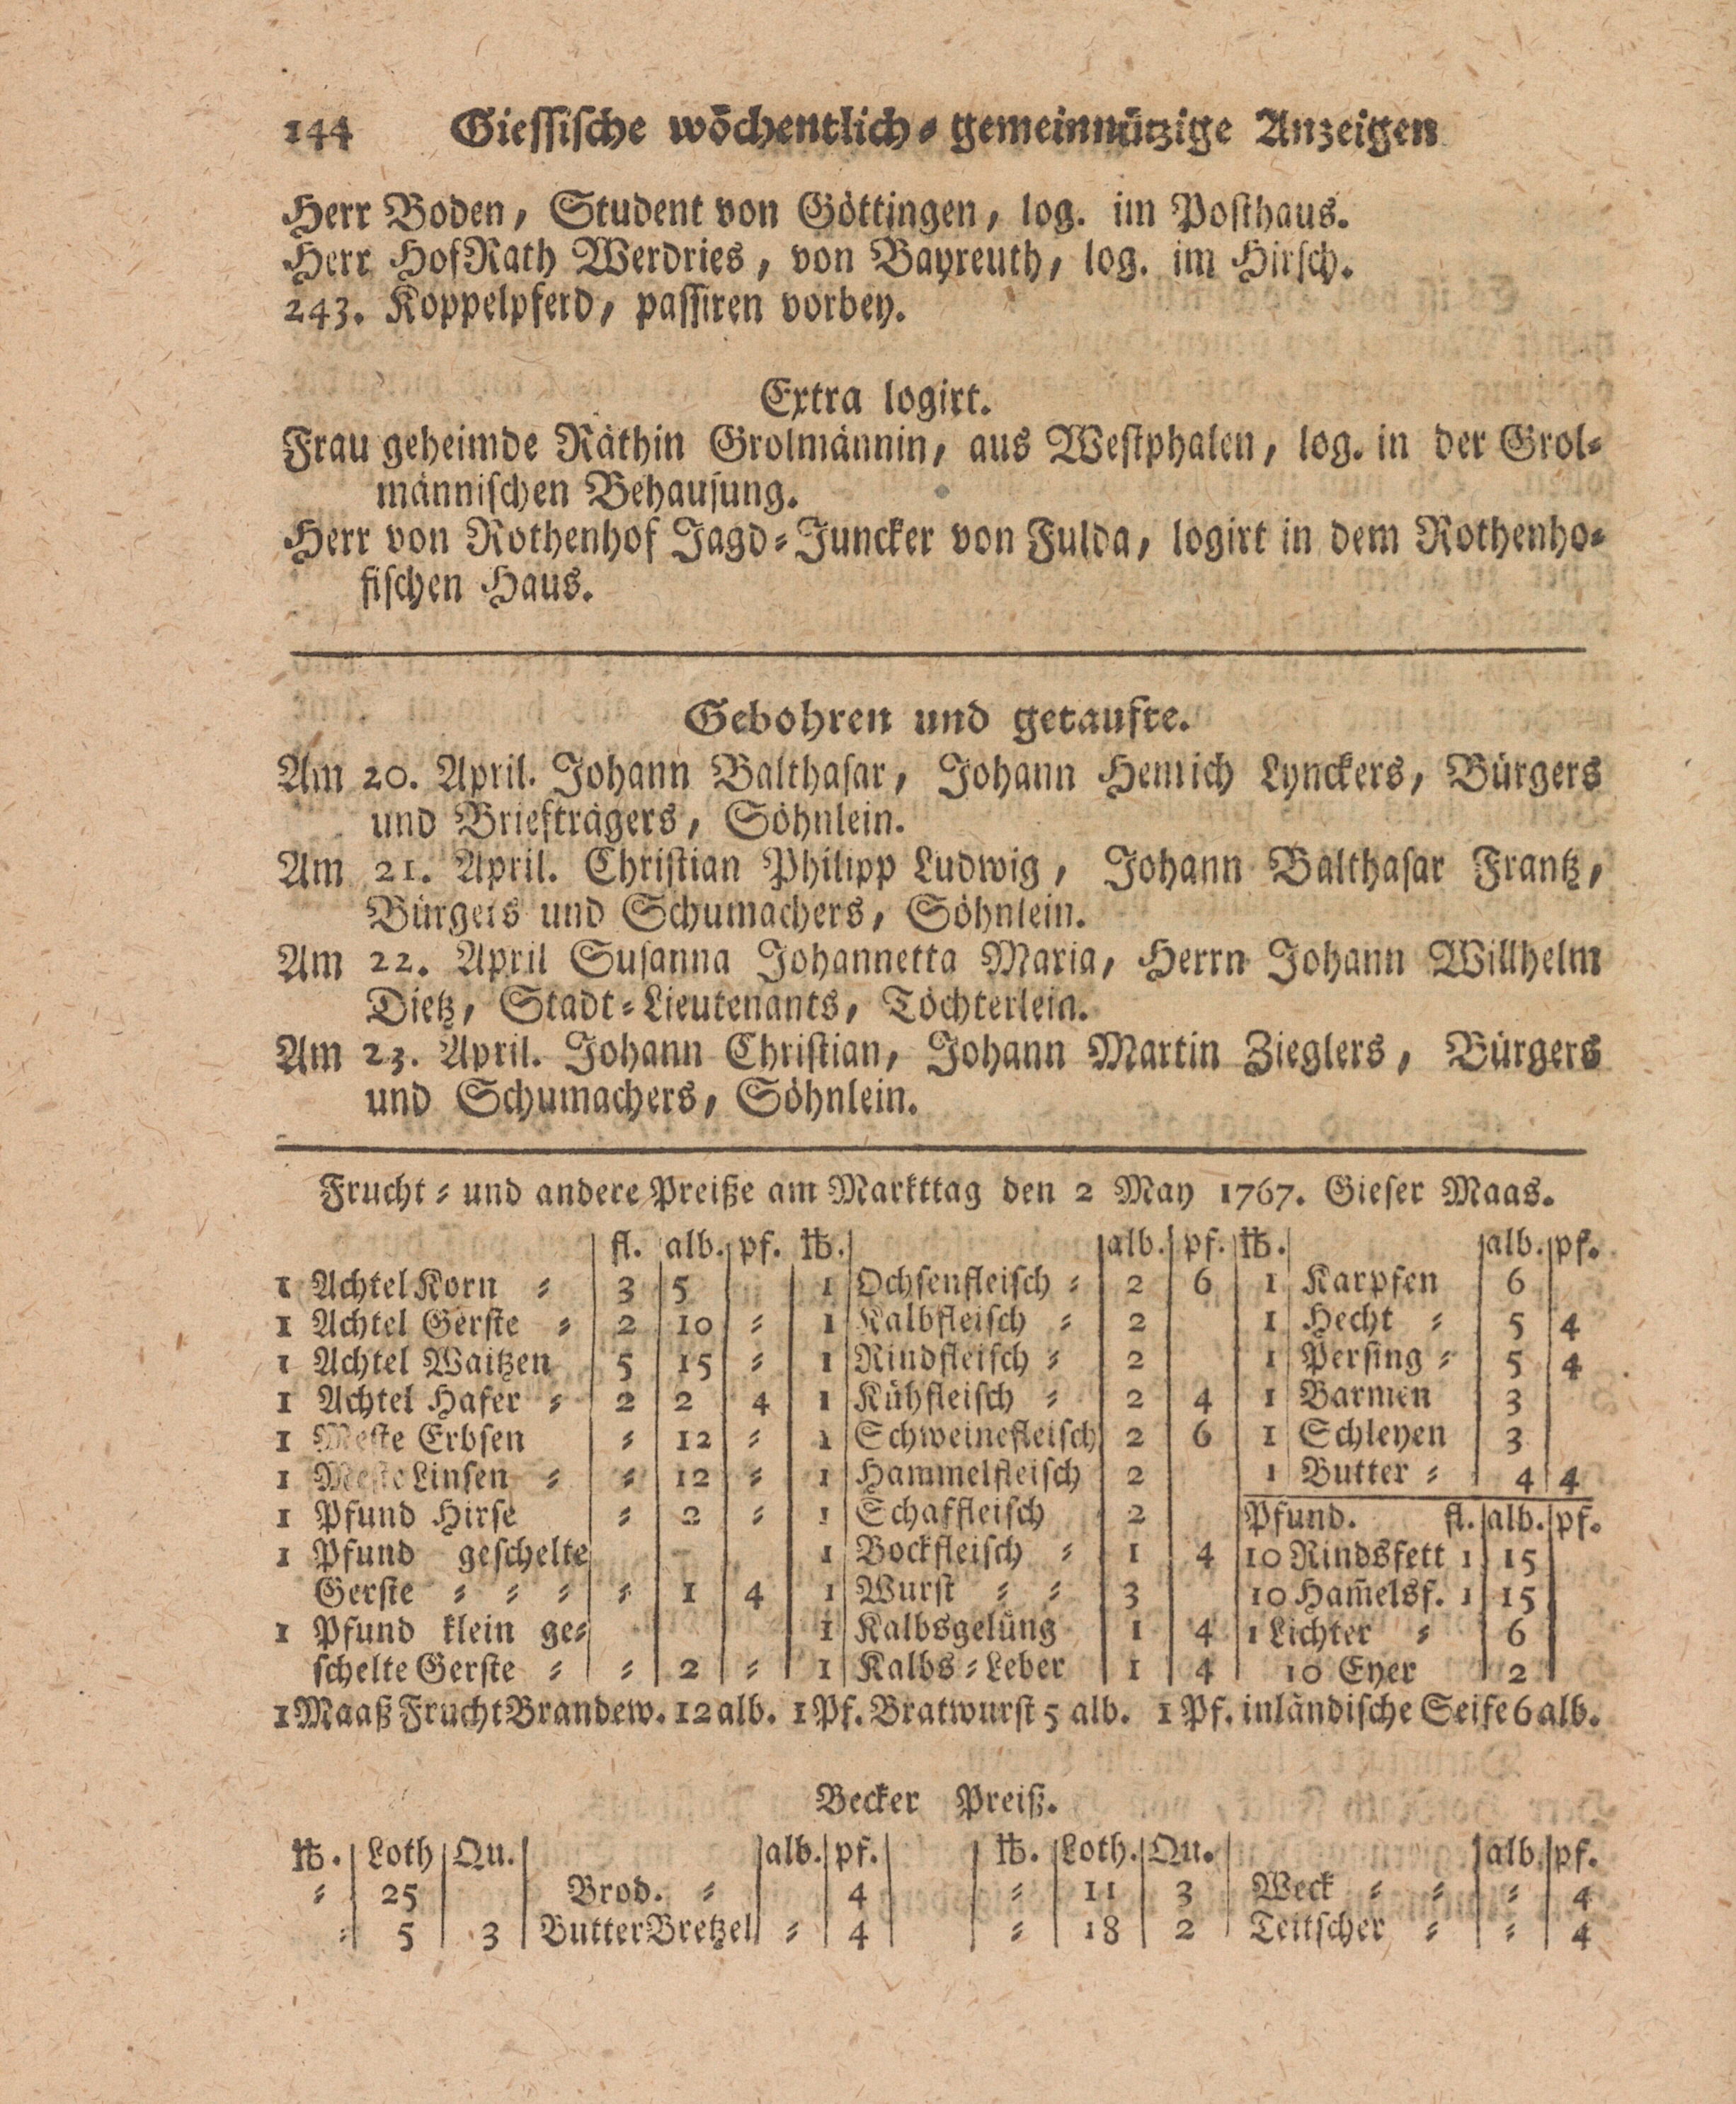 144 Giessische wöchentlich-gemeinnützige Anzeigen
Herr Boden, Student von Göttingen, log. im Posthaus.
Herr HofRath Werdries, von Bayreuth, log. im Hirsch.
243. Koppelpferd, passiren vorbey.
Extra logirt.
Frau geheimde Räthin Grolmännin, aus Westphalen, log. in der Grol-
männischen Behausung.
Herr von Rothenhof Jagd-Juncker von Fulda, logirt in dem Rothenho-
fischen Haus.
Gebohren und getaufte.
Am 20. April. Johann Balthasar, Johann Henrich Lynckers, Bürgers
und Briefträgers, Söhnlein.
Am 21. April. Christian Philipp Ludwig, Johann Balthasar Frantz,
Bürgers und Schumachers, Söhnlein.
Am 22. April Susanna Johannetta Maria, Herrn Johann Willhelm
Dietz, Stadt-Lieutenants, Töchterlein.
Am 23. April. Johann Christian, Johann Martin Zieglers, Bürgers
und Schumachers, Söhnlein.
Frucht- und andere Preiße am Markttag den 2 May 1767. Gieser Maas.
fl. alb. pf. ℔. alb. pf. ℔. alb. pf.
1 Achtel Korn - 3 5 1 Ochsenfleisch - 2 6 1 Karpfen 6
1 Achtel Gerste - 2 10 - 1 Kalbfleisch - 2 1 Hecht - 5 4
1 Achtel Waitzen 5 15 - 1 Rindfleisch - 2 1 Persing - 5 4
1 Achtel Hafer - 2 2 4 1 Kühfleisch - 2 4 1 Barmen 3
1 Meste Erbsen - 12 - 1 Schweinefleisch 2 6 1 Schleyen 3
1 Meste Linsen - - 12 - 1 Hammelfleisch 2 1 Butter - 4 4
1 Pfund Hirse - 2 - 1 Schaffleisch 2 Pfund. fl. alb. pf.
1 Pfund geschelte 1 Bockfleisch - 1 4 10 Rindsfett 1 15
Gerste - - - - 1 4 1 Wurst - - 3 10 Ham̄elsf. 1 15
1 Pfund klein ge- 1 Kalbsgelüng 1 4 1 Lichter - 6
schelte Gerste - - 2 - 1 Kalbs-Leber 1 4 10 Eyer 2
1 Maaß Frucht Brandew. 12 alb. 1 Pf. Bratwurst 5 alb. 1 Pf. inländische Seife 6 alb.
Becker Preiß.
℔. Loth Qu. alb. pf. ℔. Loth. Qu. alb pf.
- 25 Brod. - 4 - 11 3 Weck - - - 4
- 5 3 ButterBretzel - 4 - 18 2 Teitscher - - 4